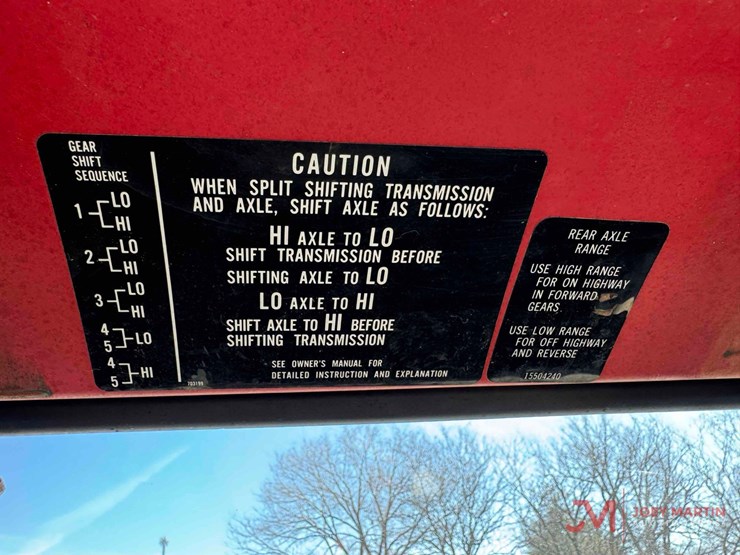 GEAR
SHIFT
SEQUENCE
1 LO
HI
2 LO
HI
3 LO
HI
4
5 LO
4
5 HI
CAUTION
WHEN SPLIT SHIFTING TRANSMISSION
AND AXLE, SHIFT AXLE AS FOLLOWS:
HI AXLE TO LO
SHIFT TRANSMISSION BEFORE
SHIFTING AXLE TO LO
LO AXLE TO HI
SHIFT AXLE TO HI BEFORE
SHIFTING TRANSMISSION
SEE OWNER'S MANUAL FOR
DETAILED INSTRUCTION AND EXPLANATION
REAR AXLE
RANGE
USE HIGH RANGE
FOR ON HIGHWAY
IN FORWARD
GEARS
USE LOW RANGE
FOR OFF HIGHWAY
AND REVERSE
15504240
JM JOEY MARTIN